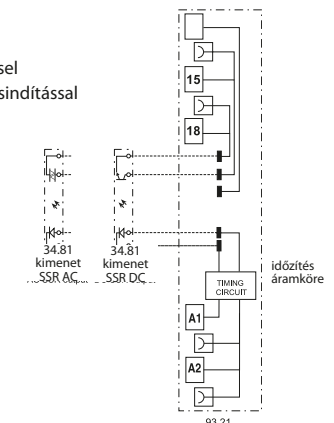 sel
sindítással
15
18
34.81
kimenet
SSR AC
34.81
kimenet
SSR DC
TIMING
CIRCUIT
időzítés
áramköre
A1
A2
93.21